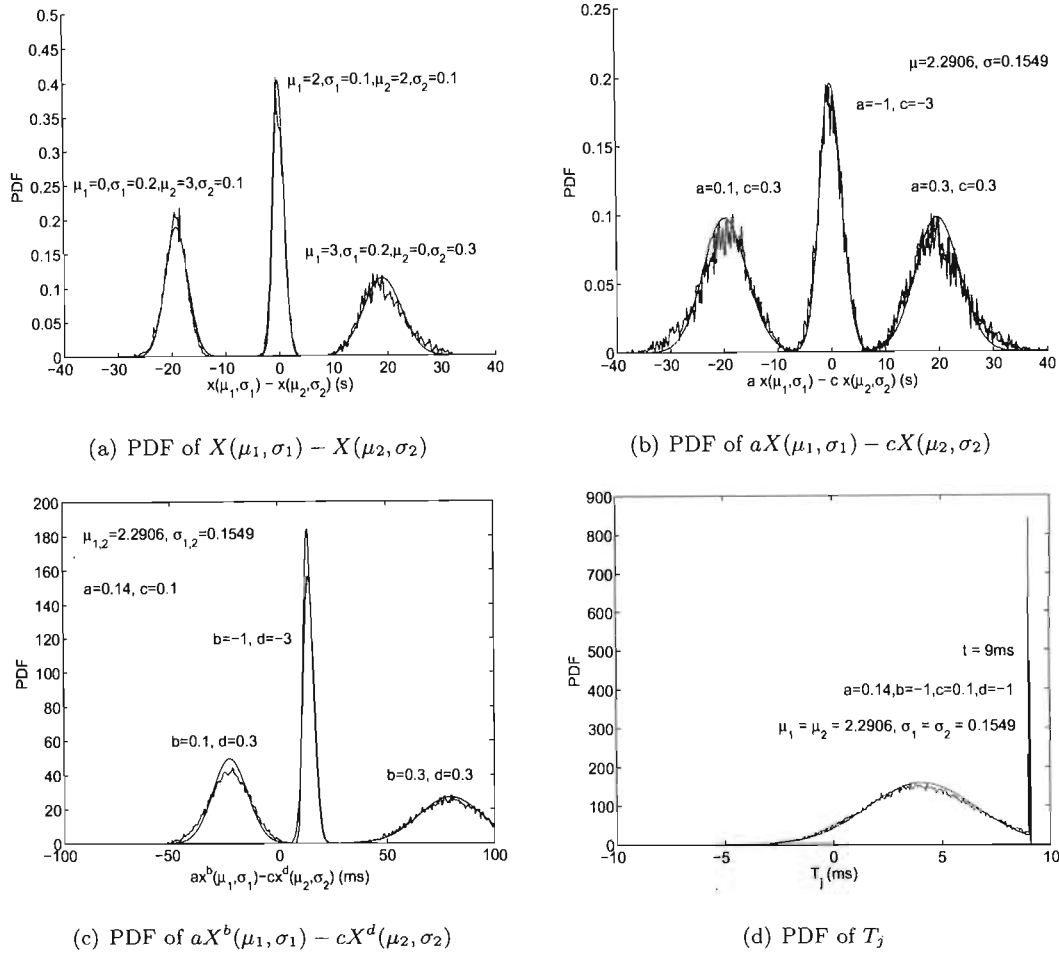 0.5
0.45
0.4
0.35
0.3
0.25
0.2
0.15
0.1
0.05
0
PDF
μ1=2,σ1=0.1,μ2=2,σ2=0.1
μ1=0,σ1=0.2,μ2=3,σ2=0.1
μ1=3,σ1=0.2,μ2=0,σ2=0.3
−40 −30 −20 −10 0 10 20 30 40
x(μ1,σ1) − x(μ2,σ2) (s)
(a) PDF of X(μ1, σ1) − X(μ2, σ2)
0.25
0.2
0.15
0.1
0.05
0
PDF
μ=2.2906, σ=0.1549
a=−1, c=−3
a=0.1, c=0.3
a=0.3, c=0.3
−40 −30 −20 −10 0 10 20 30 40
a x(μ1,σ1) − c x(μ2,σ2) (s)
(b) PDF of aX(μ1, σ1) − cX(μ2, σ2)
200
180
160
140
120
100
80
60
40
20
0
PDF
μ1,2=2.2906, σ1,2=0.1549
a=0.14, c=0.1
b=−1, d=−3
b=0.1, d=0.3
b=0.3, d=0.3
−100 −50 0 50 100
ax^b(μ1,σ1)−cx^d(μ2,σ2) (ms)
(c) PDF of aX^b(μ1, σ1) − cX^d(μ2, σ2)
900
800
700
600
500
400
300
200
100
0
PDF
t = 9ms
a=0.14,b=−1,c=0.1,d=−1
μ1 = μ2 = 2.2906, σ1 = σ2 = 0.1549
−10 −5 0 5 10
Tj (ms)
(d) PDF of Tj